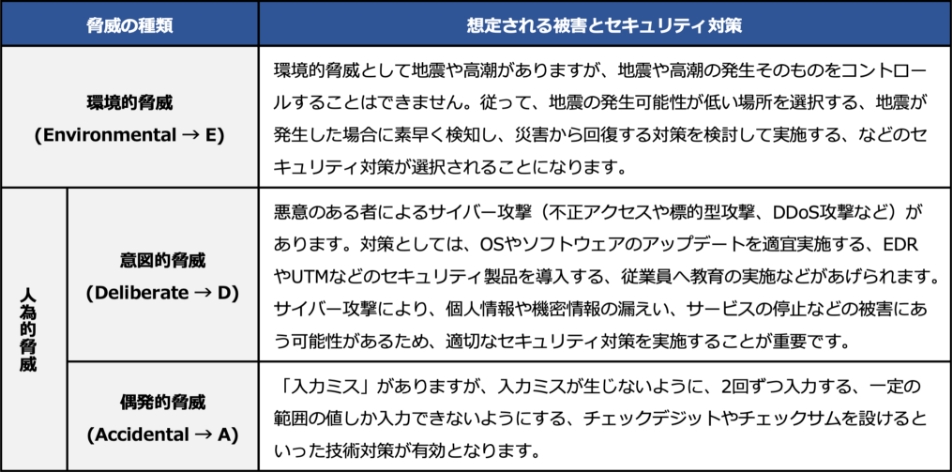 脅威の種類
想定される被害とセキュリティ対策
環境的脅威
(Environmental → E)
環境的脅威として地震や高潮がありますが、地震や高潮の発生そのものをコントロー
ルすることはできません。従って、地震の発生可能性が低い場所を選択する、地震が
発生した場合に素早く検知し、災害から回復する対策を検討して実施する、などのセ
キュリティ対策が選択されることになります。
人為的脅威
意図的脅威
(Deliberate → D)
悪意のある者によるサイバー攻撃（不正アクセスや標的型攻撃、DDoS攻撃など）が
あります。対策としては、OSやソフトウェアのアップデートを適宜実施する、EDR
やUTMなどのセキュリティ製品を導入する、従業員へ教育の実施などがあげられます。
サイバー攻撃により、個人情報や機密情報の漏えい、サービスの停止などの被害にあ
う可能性があるため、適切なセキュリティ対策を実施することが重要です。
偶発的脅威
(Accidental → A)
「入力ミス」がありますが、入力ミスが生じないように、2回ずつ入力する、一定の
範囲の値しか入力できないようにする、チェックデジットやチェックサムを設けると
いった技術対策が有効となります。